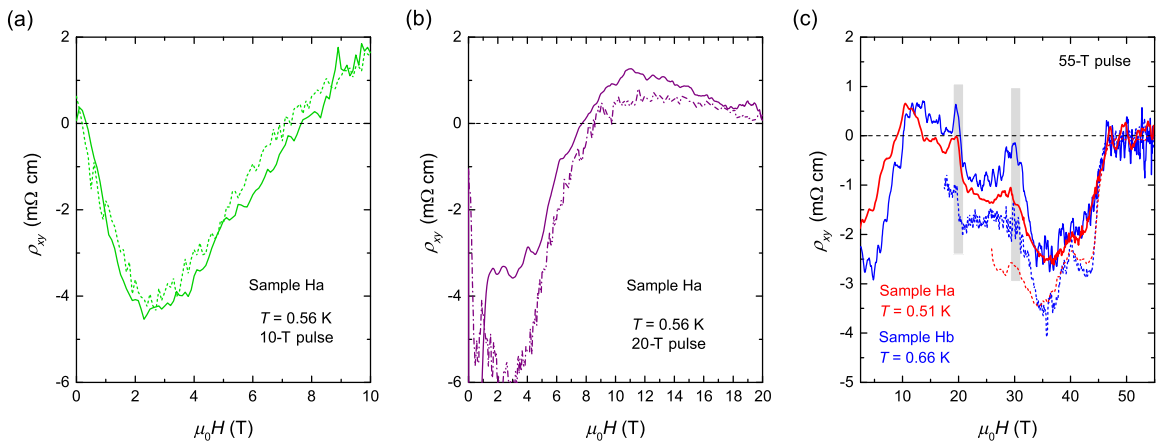 (a)
2
0
-2
-4
-6
0 2 4 6 8 10
ρxy (mΩ cm)
μ0H (T)
Sample Ha
T = 0.56 K
10-T pulse
(b)
2
0
-2
-4
-6
0 2 4 6 8 10 12 14 16 18 20
ρxy (mΩ cm)
μ0H (T)
Sample Ha
T = 0.56 K
20-T pulse
(c)
2
1
0
-1
-2
-3
-4
-5
10 20 30 40 50
ρxy (mΩ cm)
μ0H (T)
55-T pulse
Sample Ha
T = 0.51 K
Sample Hb
T = 0.66 K